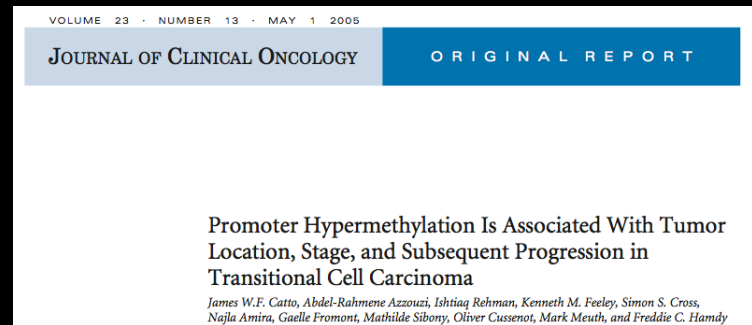 VOLUME 23 · NUMBER 13 · MAY 1 2005
JOURNAL OF CLINICAL ONCOLOGY
ORIGINAL REPORT
Promoter Hypermethylation Is Associated With Tumor
Location, Stage, and Subsequent Progression in
Transitional Cell Carcinoma
James W.F. Catto, Abdel-Rahmene Azzouzi, Ishtiaq Rehman, Kenneth M. Feeley, Simon S. Cross,
Najla Amira, Gaelle Fromont, Mathilde Sibony, Oliver Cussenot, Mark Meuth, and Freddie C. Hamdy